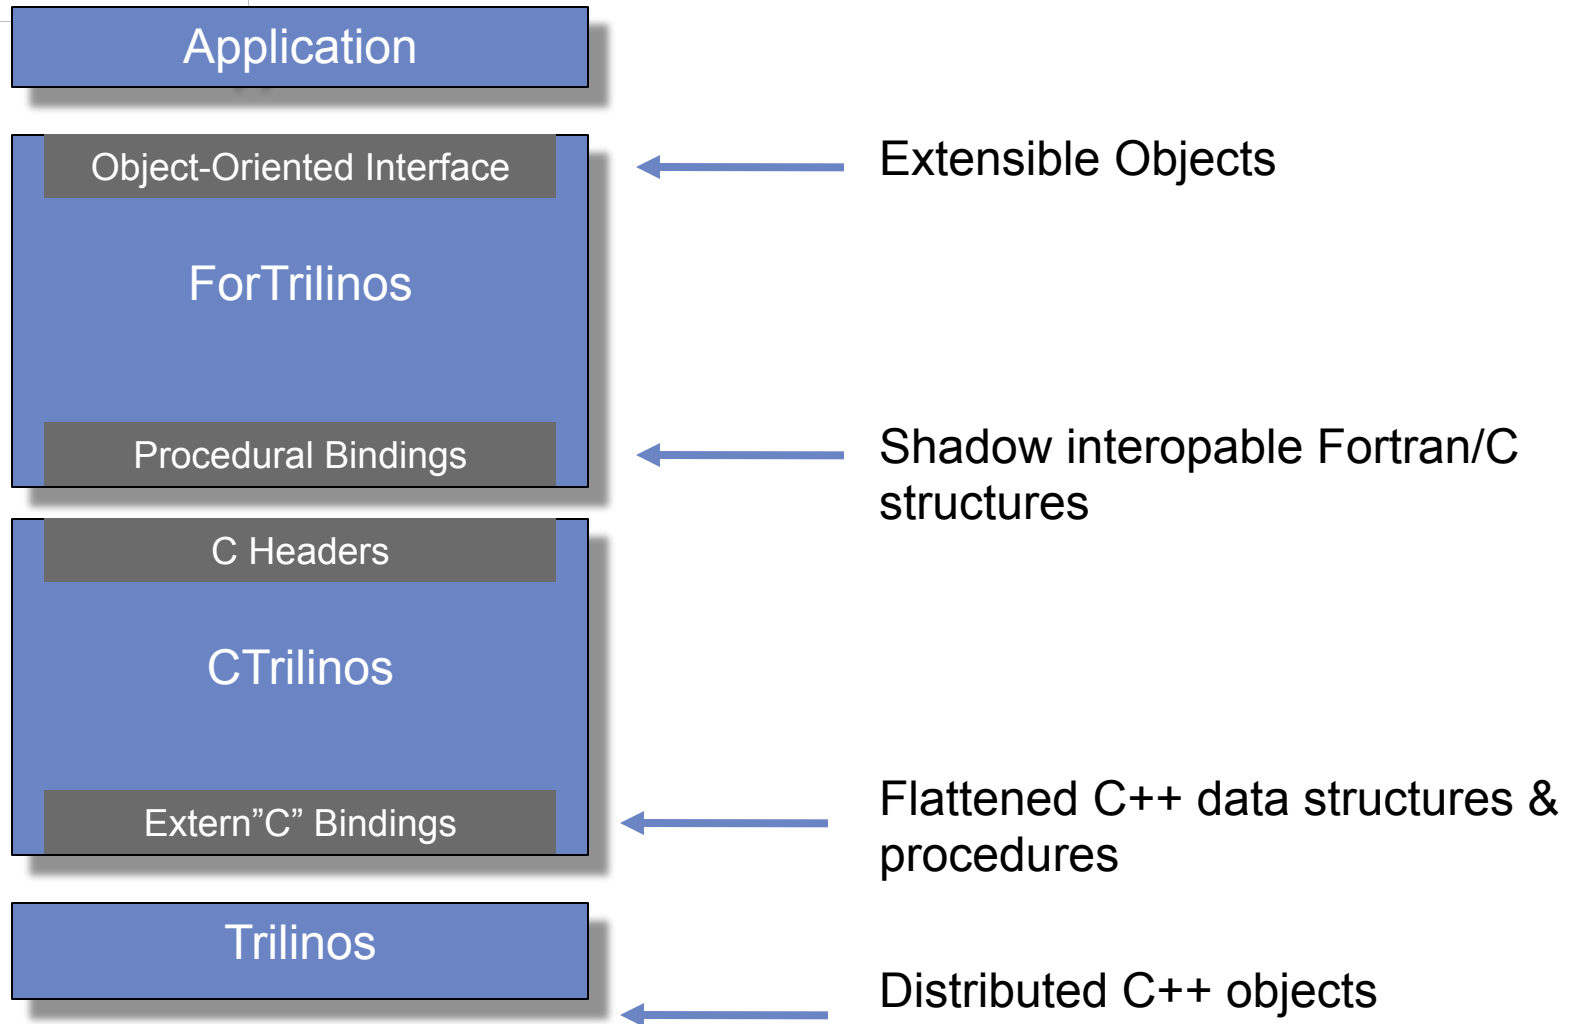 Application
Object-Oriented Interface
Extensible Objects
ForTrilinos
Procedural Bindings
Shadow interopable Fortran/C
structures
C Headers
CTrilinos
Extern”C” Bindings
Flattened C++ data structures &
procedures
Trilinos
Distributed C++ objects